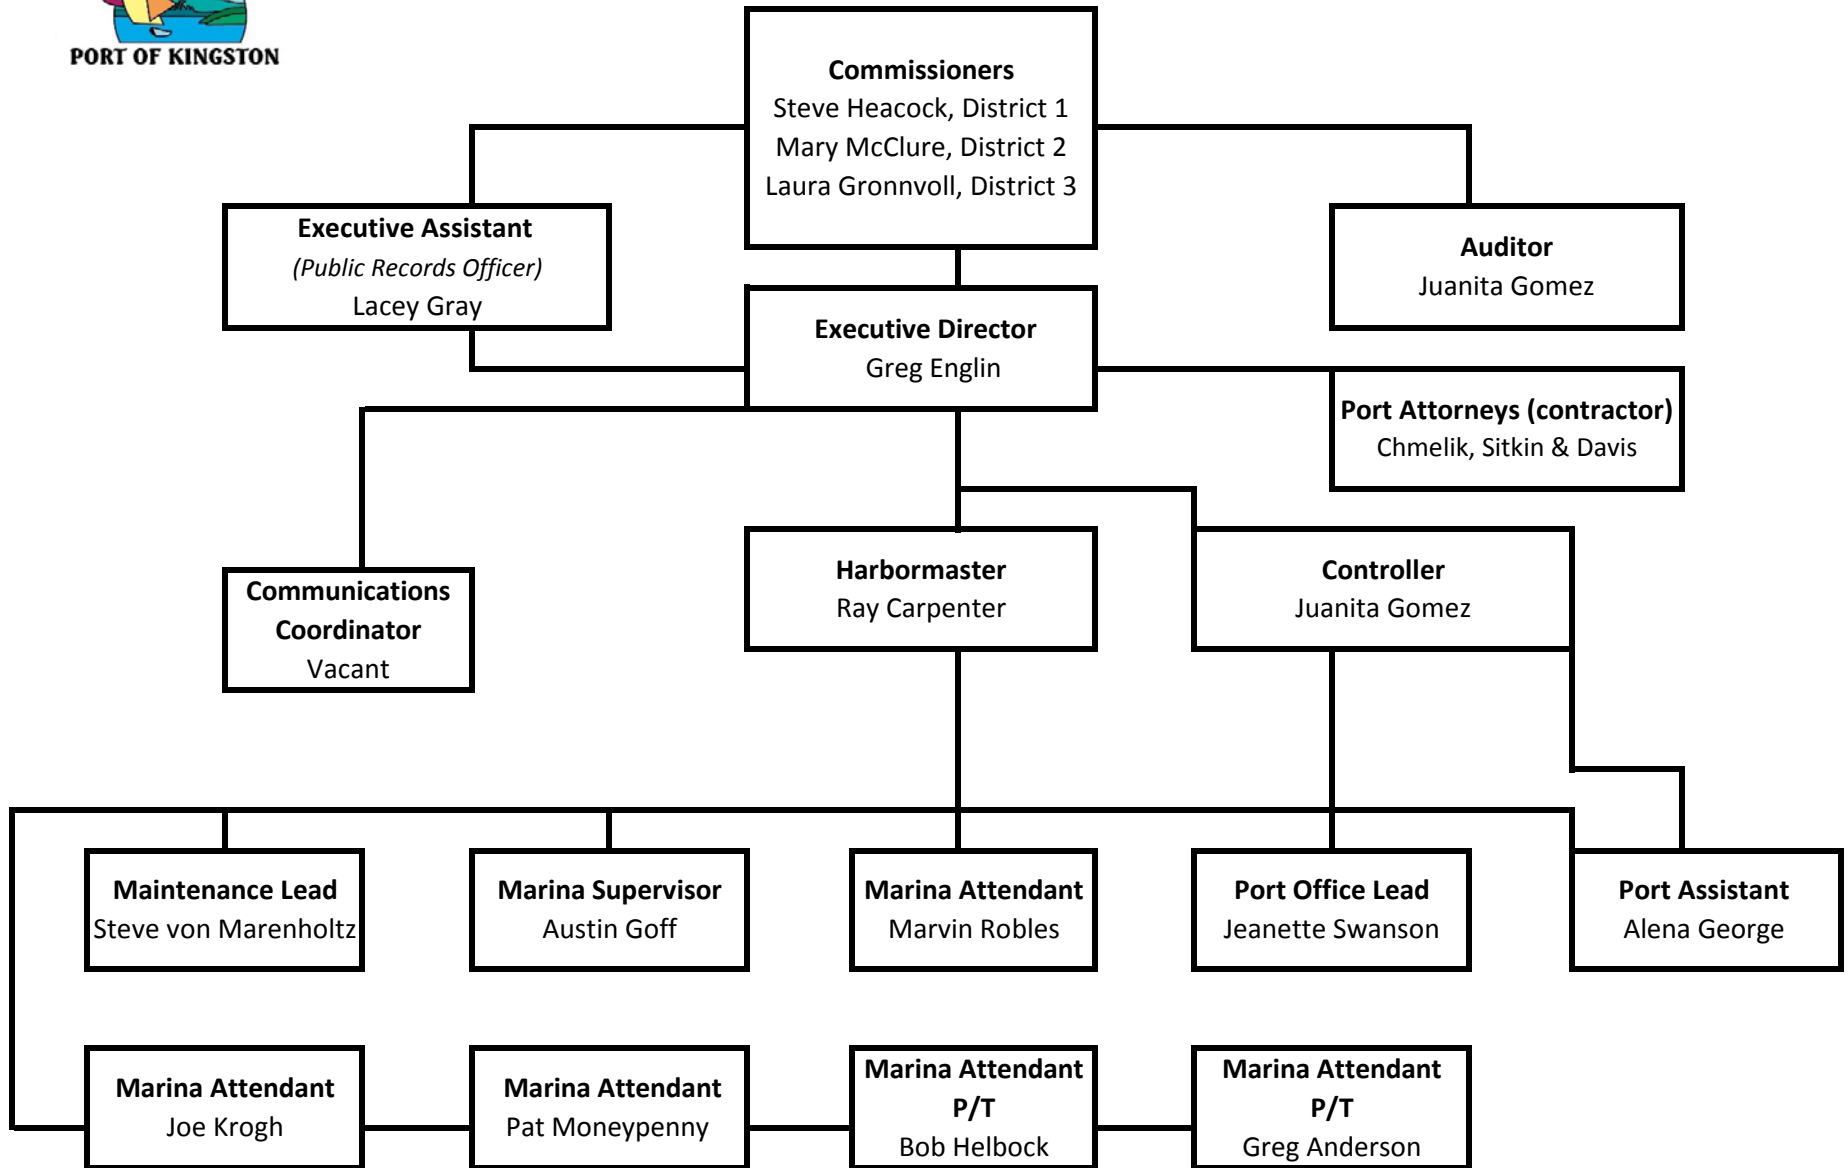 PORT OF KINGSTON
Commissioners
Steve Heacock, District 1
Mary McClure, District 2
Laura Gronnvoll, District 3
Executive Assistant
(Public Records Officer)
Lacey Gray
Auditor
Juanita Gomez
Executive Director
Greg Englin
Port Attorneys (contractor)
Chmelik, Sitkin & Davis
Communications
Coordinator
Vacant
Harbormaster
Ray Carpenter
Controller
Juanita Gomez
Maintenance Lead
Steve von Marenholtz
Marina Supervisor
Austin Goff
Marina Attendant
Marvin Robles
Port Office Lead
Jeanette Swanson
Port Assistant
Alena George
Marina Attendant
Joe Krogh
Marina Attendant
Pat Moneypenny
Marina Attendant
P/T
Bob Helbock
Marina Attendant
P/T
Greg Anderson